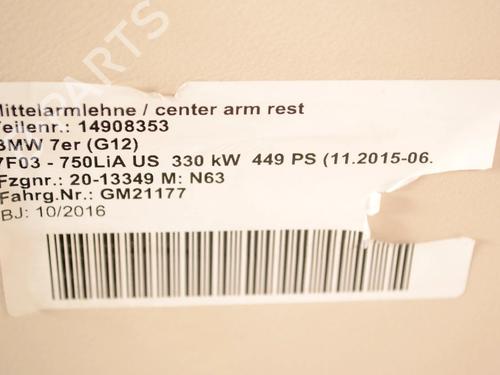 PARTS
Mittelarmlehne / center arm rest
Teilenr.: 14908353
BMW 7er (G12)
7F03 - 750LiA US 330 kW 449 PS (11.2015-06.
Fzgnr.: 20-13349 M: N63
Fahrg.Nr.: GM21177
BJ: 10/2016